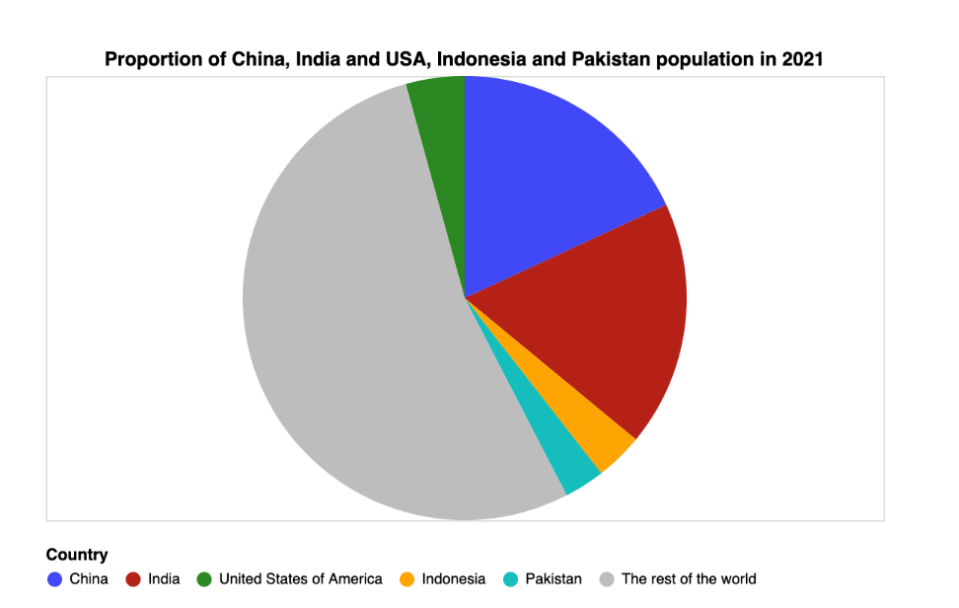 Proportion of China, India and USA, Indonesia and Pakistan population in 2021
Country
China India United States of America Indonesia Pakistan The rest of the world